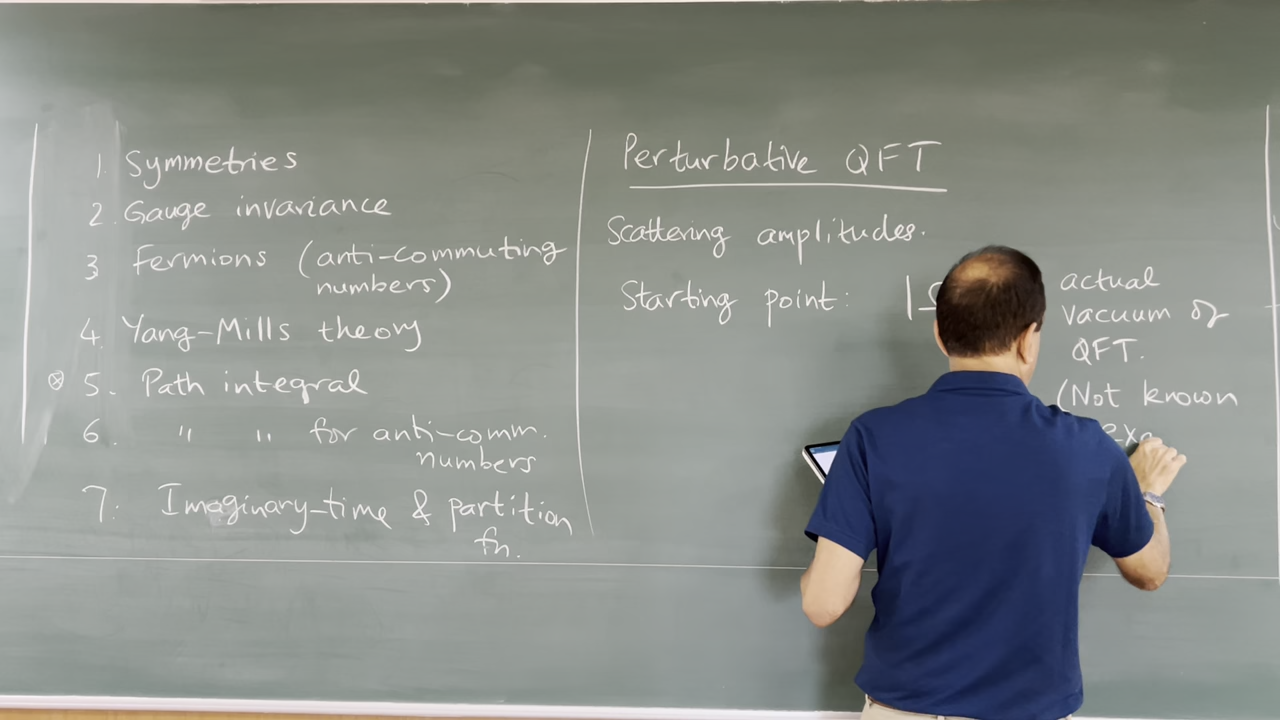 1. Symmetries
2. Gauge invariance
3 Fermions (anti-commuting
numbers)
4. Yang-Mills theory
⊗ 5. Path integral
6. " " for anti-comm.
numbers
7. Imaginary-time & partition
fn.
Perturbative QFT
Scattering amplitudes.
Starting point: |
actual
vacuum of
QFT.
(Not known